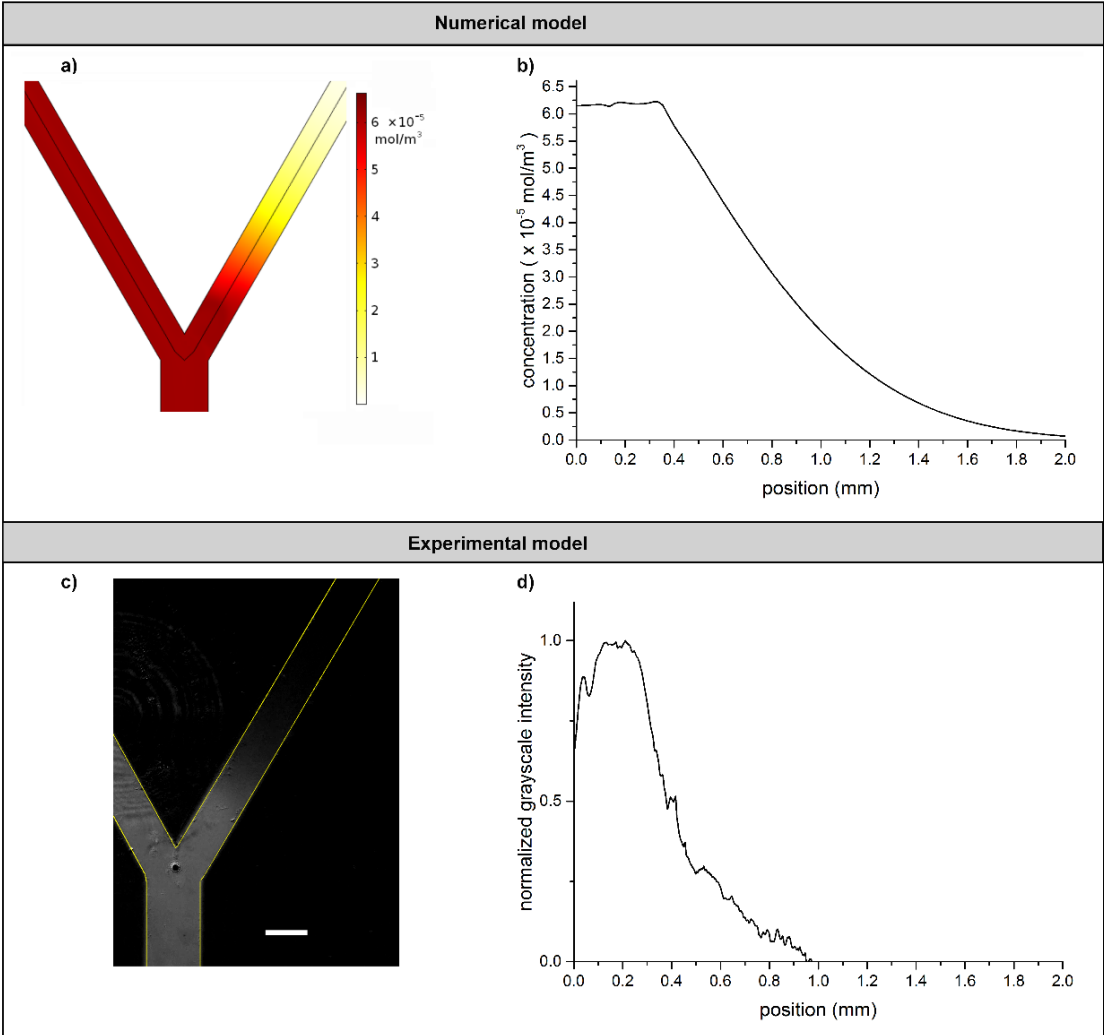 Numerical model
a)
6 ×10⁻⁵
mol/m³
5
4
3
2
1
b)
6.5
6.0
5.5
5.0
4.5
4.0
3.5
3.0
2.5
2.0
1.5
1.0
0.5
0.0
concentration ( x 10⁻⁵ mol/m³ )
0.0 0.2 0.4 0.6 0.8 1.0 1.2 1.4 1.6 1.8 2.0
position (mm)
Experimental model
c)
d)
1.0
0.5
0.0
normalized grayscale intensity
0.0 0.2 0.4 0.6 0.8 1.0 1.2 1.4 1.6 1.8 2.0
position (mm)